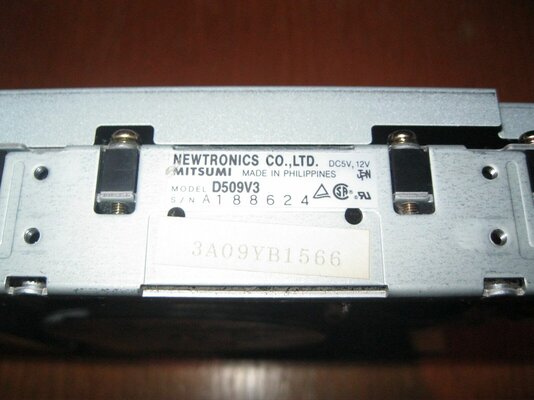 NEWTRONICS CO.,LTD. DC5V, 12V
MITSUMI MADE IN PHILIPPINES
MODEL D509V3
S/N A188624
3A09YB1566